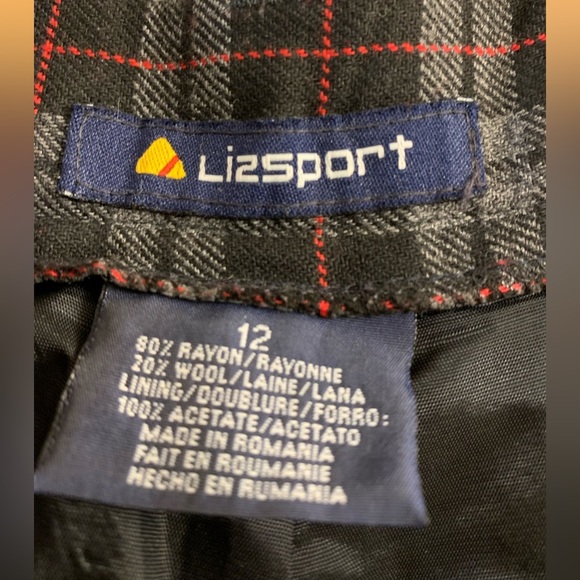 Lizsport
12
80% RAYON/RAYONNE
20% WOOL/LAINE/LANA
LINING/DOUBLURE/FORRO:
100% ACETATE/ACETATO
MADE IN ROMANIA
FAIT EN ROUMANIE
HECHO EN RUMANIA